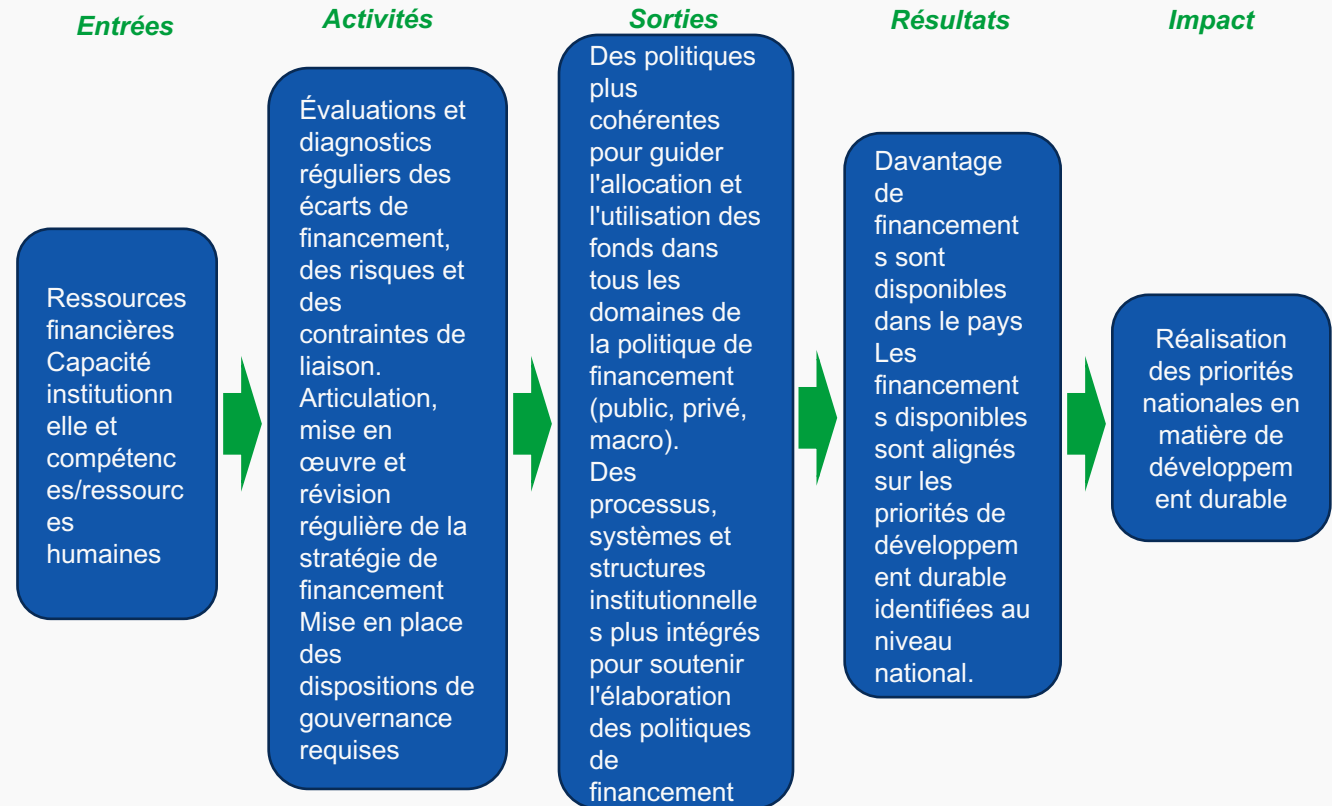 Entrées
Activités
Sorties
Résultats
Impact
Ressources
financières
Capacité
institutionn
elle et
compétenc
es/ressourc
es
humaines
Évaluations et
diagnostics
réguliers des
écarts de
financement,
des risques et
des
contraintes de
liaison.
Articulation,
mise en
œuvre et
révision
régulière de la
stratégie de
financement
Mise en place
des
dispositions de
gouvernance
requises
Des politiques
plus
cohérentes
pour guider
l'allocation et
l'utilisation des
fonds dans
tous les
domaines de
la politique de
financement
(public, privé,
macro).
Des
processus,
systèmes et
structures
institutionnelle
s plus intégrés
pour soutenir
l'élaboration
des politiques
de
financement
Davantage
de
financement
s sont
disponibles
dans le pays
Les
financement
s disponibles
sont alignés
sur les
priorités de
développem
ent durable
identifiées au
niveau
national.
Réalisation
des priorités
nationales en
matière de
développem
ent durable